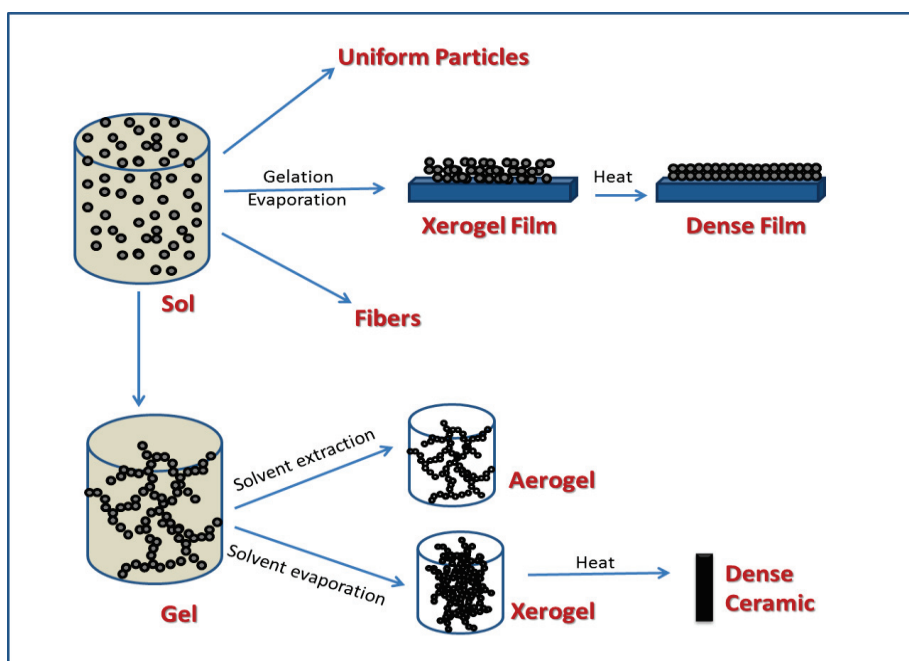 Uniform Particles
Gelation
Evaporation
Heat
Xerogel Film
Dense Film
Sol
Fibers
Solvent extraction
Aerogel
Solvent evaporation
Heat
Gel
Xerogel
Dense
Ceramic